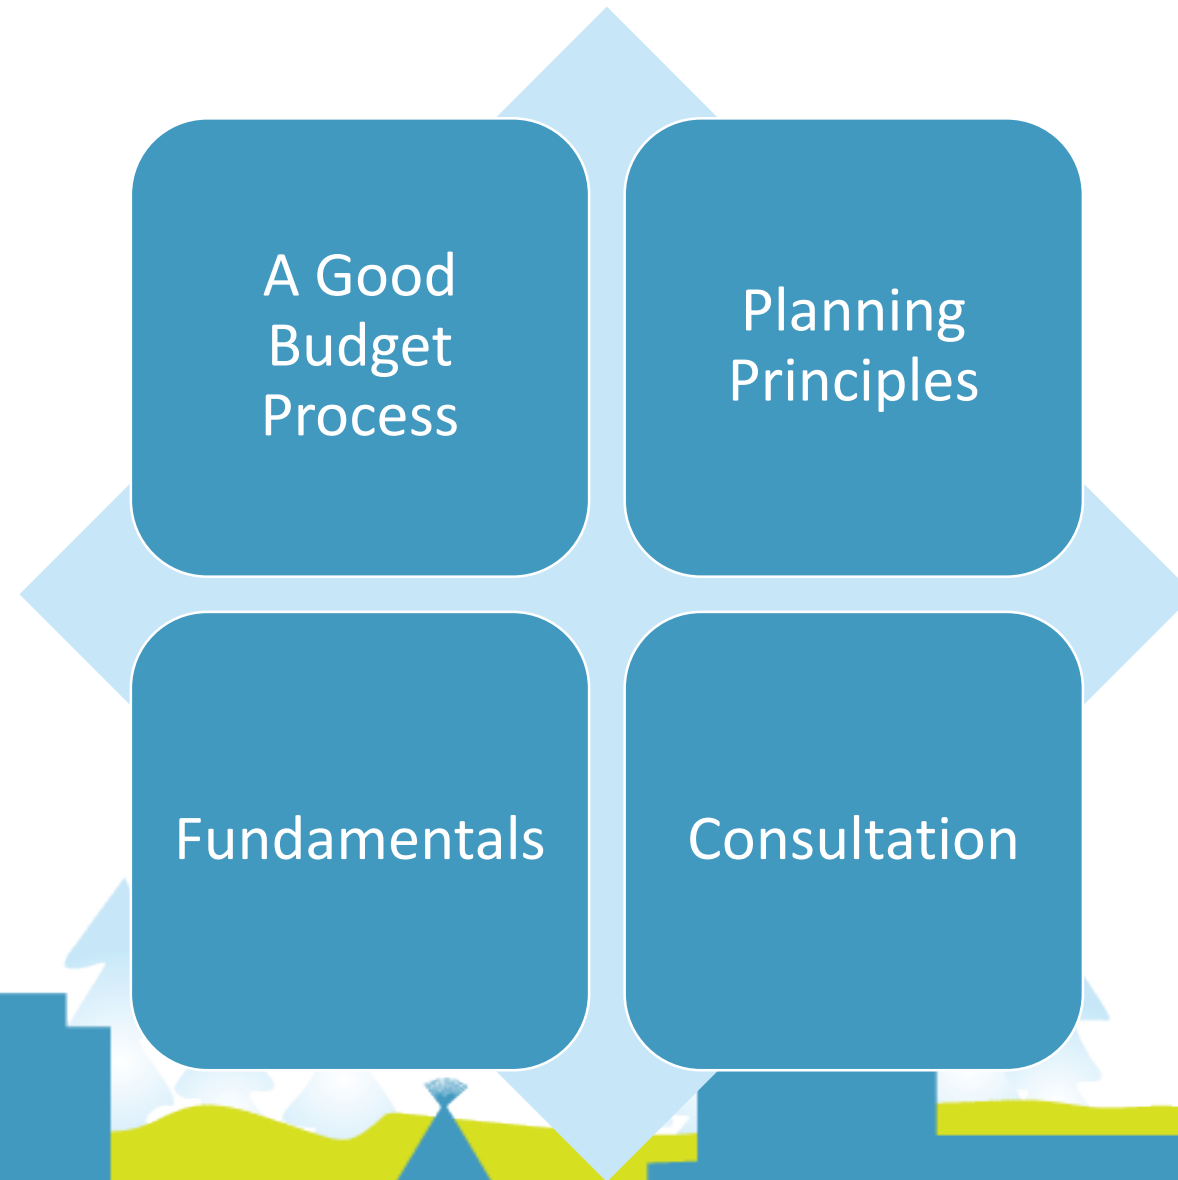 A Good
Budget
Process
Planning
Principles
Fundamentals
Consultation